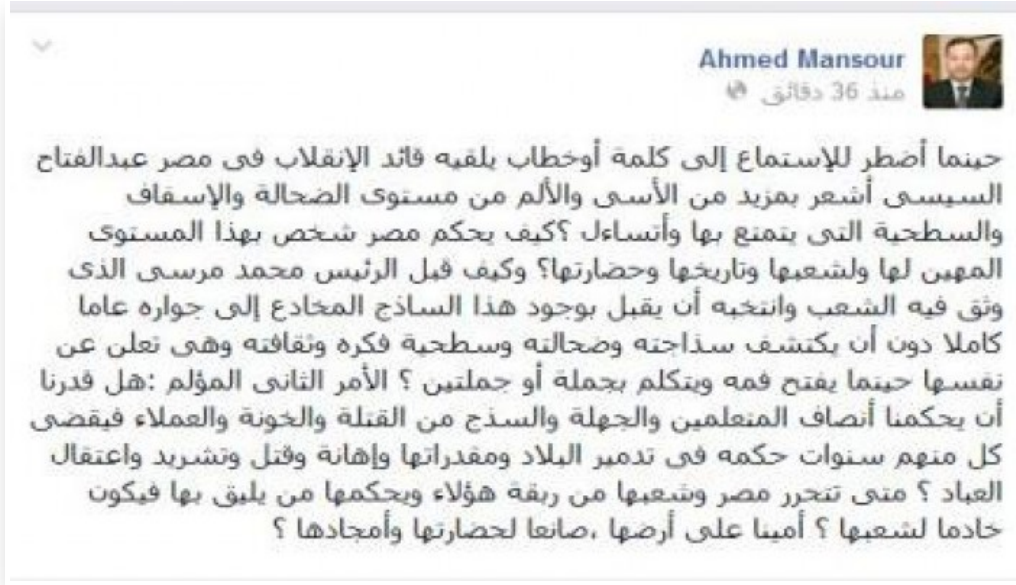 Ahmed Mansour
منذ 36 دقائق
حينما أضطر للإستماع إلى كلمة أوخطاب يلقيه قائد الإنقلاب فى مصر عبدالفتاح
السيسى أشعر بمزيد من الأسى والألم من مستوى الضحالة والإسفاف
والسطحية التى يتمتع بها وأتساءل ؟كيف يحكم مصر شخص بهذا المستوى
المهين لها ولشعبها وتاريخها وحضارتها؟ وكيف قبل الرئيس محمد مرسى الذى
وثق فيه الشعب وانتخبه أن يقبل بوجود هذا الساذج المخادع إلى جواره عاما
كاملا دون أن يكتشف سذاجته وضحالته وسطحية فكره وثقافته وهى تعلن عن
نفسها حينما يفتح فمه ويتكلم بجملة أو جملتين ؟ الأمر الثانى المؤلم :هل قدرنا
أن يحكمنا أنصاف المتعلمين والجهلة والسذج من القتلة والخونة والعملاء فيقضى
كل منهم سنوات حكمه فى تدمير البلاد ومقدراتها وإهانة وقتل وتشريد واعتقال
العباد ؟ متى تتحرر مصر وشعبها من ربقة هؤلاء ويحكمها من يليق بها فيكون
خادما لشعبها ؟ أمينا على أرضها ،صانعا لحضارتها وأمجادها ؟